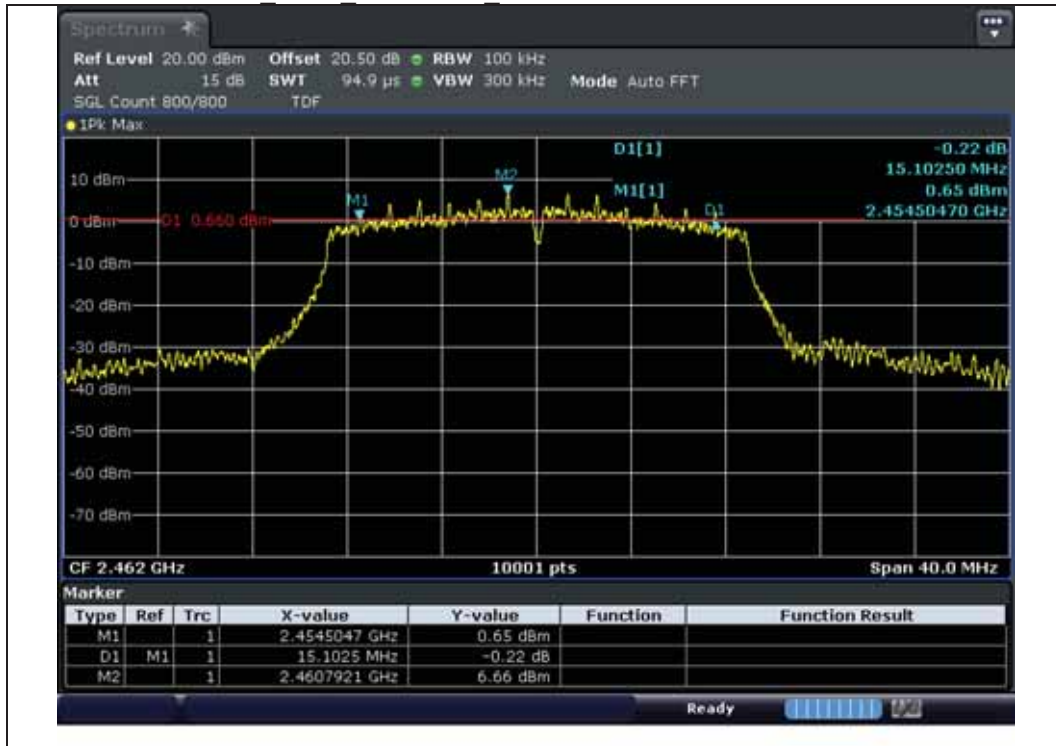 Spectrum
Ref Level 20.00 dBm Offset 20.50 dB RBW 100 kHz
Att 15 dB SWT 94.9 µs VBW 300 kHz Mode Auto FFT
SGL Count 800/800 TDF
1Pk Max
D1[1] -0.22 dB
15.10250 MHz
M1[1] 0.65 dBm
2.45450470 GHz
M1
M2
D1
10 dBm
0 dBm
D1 0.660 dBm
-10 dBm
-20 dBm
-30 dBm
-40 dBm
-50 dBm
-60 dBm
-70 dBm
CF 2.462 GHz 10001 pts Span 40.0 MHz
Marker
Type Ref Trc X-value Y-value Function Function Result
M1 1 2.4545047 GHz 0.65 dBm
D1 M1 1 15.1025 MHz -0.22 dB
M2 1 2.4607921 GHz 6.66 dBm
Ready